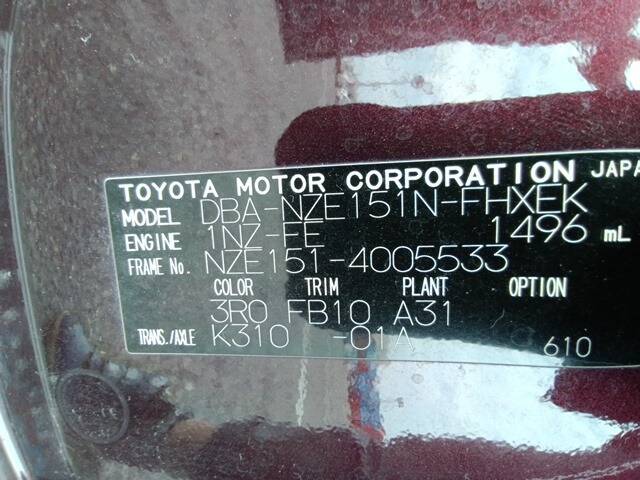 TOYOTA MOTOR CORPORATION JAPA
MODEL DBA-NZE151N-FHXEK
ENGINE 1NZ-FE 1496 mL
FRAME No. NZE151-4005533
COLOR TRIM PLANT OPTION
3R0 FB10 A31
TRANS./AXLE K310 -01A 610